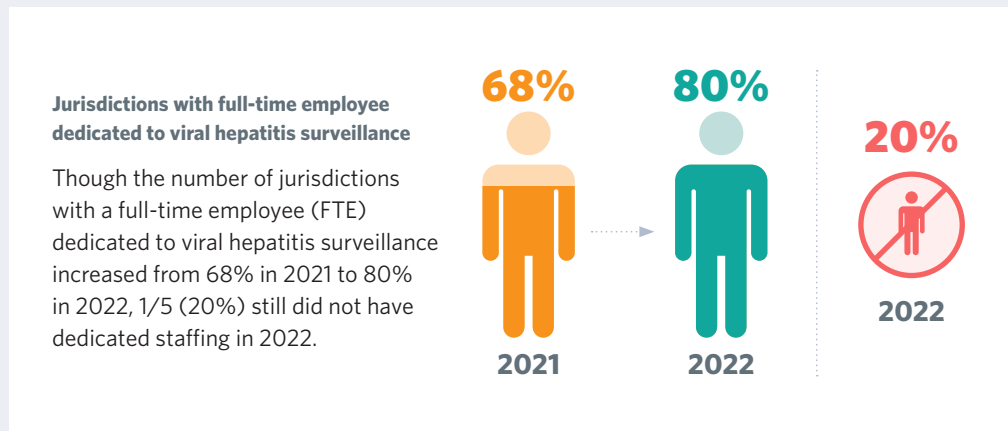 Jurisdictions with full-time employee
dedicated to viral hepatitis surveillance
Though the number of jurisdictions
with a full-time employee (FTE)
dedicated to viral hepatitis surveillance
increased from 68% in 2021 to 80%
in 2022, 1/5 (20%) still did not have
dedicated staffing in 2022.
68%
2021
80%
2022
20%
2022